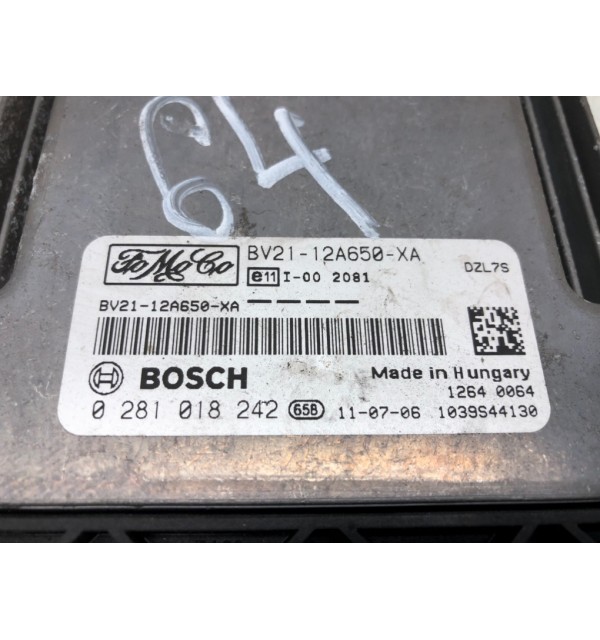 64
FoMoCo BV21-12A650-XA
e11 I-00 2081 DZL7S
BV21-12A650-XA ————
BOSCH Made in Hungary
1264 0064
0 281 018 242 65B 11-07-06 1039S44130